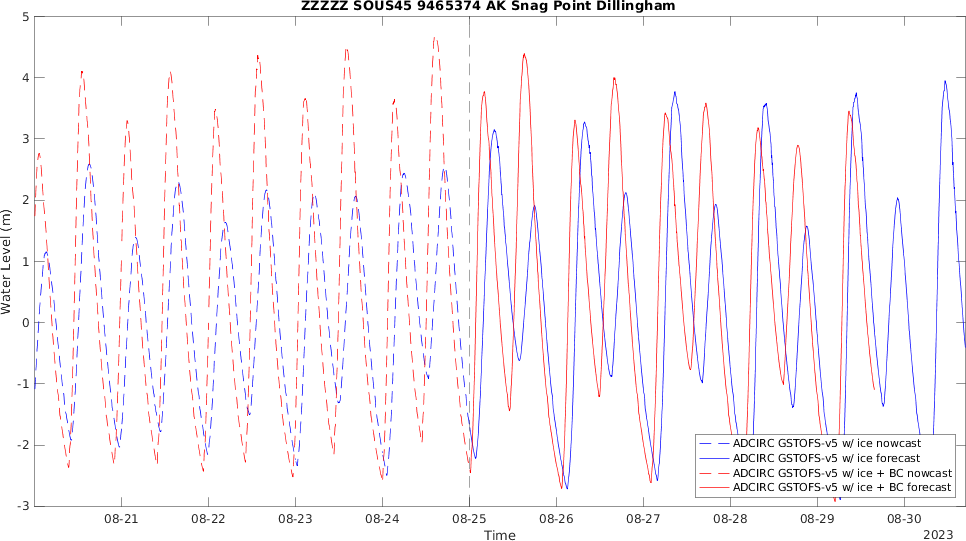 ZZZZZ SOUS45 9465374 AK Snag Point Dillingham
Water Level (m)
5
4
3
2
1
0
-1
-2
-3
ADCIRC GSTOFS-v5 w/ ice nowcast
ADCIRC GSTOFS-v5 w/ ice forecast
ADCIRC GSTOFS-v5 w/ ice + BC nowcast
ADCIRC GSTOFS-v5 w/ ice + BC forecast
08-21 08-22 08-23 08-24 08-25 08-26 08-27 08-28 08-29 08-30
Time
2023